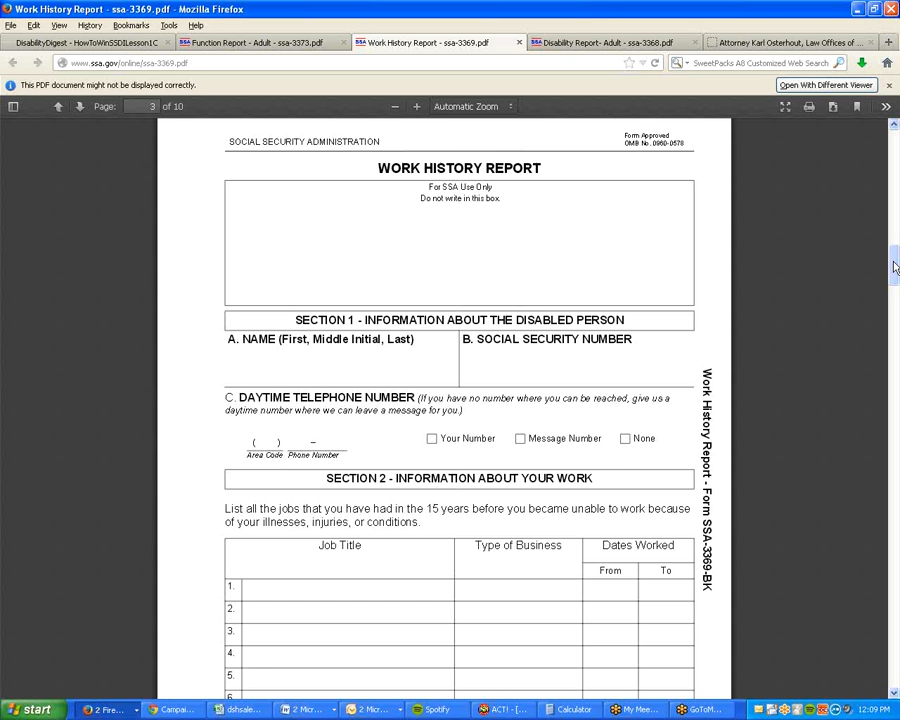 Work History Report - ssa-3369.pdf - Mozilla Firefox
File Edit View History Bookmarks Tools Help
DisabilityDigest - HowToWinSSDILesson1C
Function Report - Adult - ssa-3373.pdf
Work History Report - ssa-3369.pdf
Disability Report- Adult - ssa-3368.pdf
Attorney Karl Osterhout, Law Offices of ...
www.ssa.gov/online/ssa-3369.pdf
SweetPacks A8 Customized Web Search
This PDF document might not be displayed correctly.
Open With Different Viewer
Page: 3 of 10
Automatic Zoom
SOCIAL SECURITY ADMINISTRATION
Form Approved
OMB No. 0960-0578
WORK HISTORY REPORT
For SSA Use Only
Do not write in this box.
SECTION 1 - INFORMATION ABOUT THE DISABLED PERSON
A. NAME (First, Middle Initial, Last)
B. SOCIAL SECURITY NUMBER
C. DAYTIME TELEPHONE NUMBER (If you have no number where you can be reached, give us a
daytime number where we can leave a message for you.)
( ) –
Area Code Phone Number
Your Number
Message Number
None
SECTION 2 - INFORMATION ABOUT YOUR WORK
List all the jobs that you have had in the 15 years before you became unable to work because
of your illnesses, injuries, or conditions.
Job Title
Type of Business
Dates Worked
From
To
1.
2.
3.
4.
5.
6.
Work History Report - Form SSA-3369-BK
start
2 Fire...
Campai...
dshsale...
2 Micr...
2 Micr...
Spotify
ACT! - [...
Calculator
My Mee...
GoToM...
12:09 PM